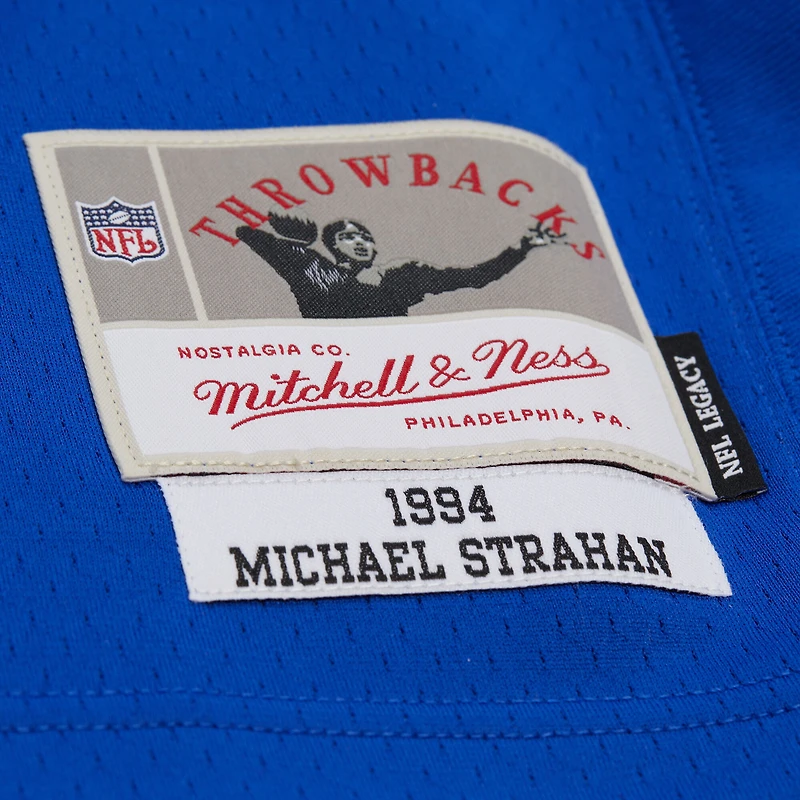 THROWBACKS
NFL
NOSTALGIA CO.
Mitchell & Ness
PHILADELPHIA, PA.
NFL LEGACY
1994
MICHAEL STRAHAN